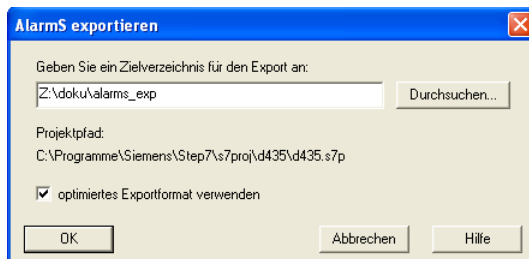 AlarmS exportieren
Geben Sie ein Zielverzeichnis für den Export an:
Z:\doku\alarms_exp
Durchsuchen...
Projektpfad:
C:\Programme\Siemens\Step7\s7proj\d435\d435.s7p
optimiertes Exportformat verwenden
OK
Abbrechen
Hilfe